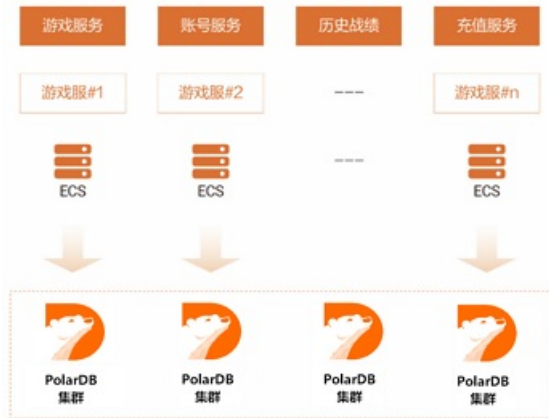 游戏服务 账号服务 历史战绩 充值服务
游戏服#1 游戏服#2 --- 游戏服#n
---
ECS ECS ECS
PolarDB PolarDB PolarDB PolarDB
集群 集群 集群 集群